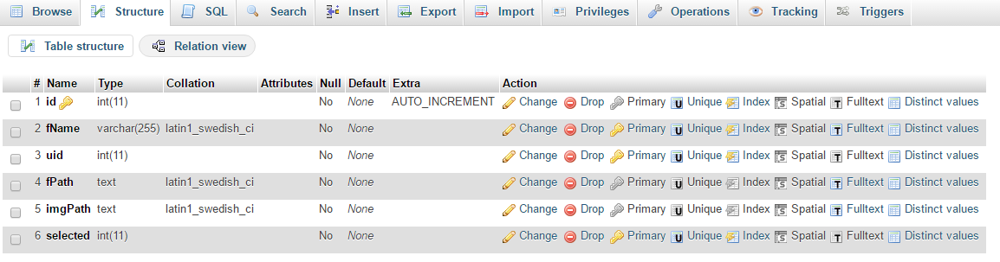 Browse Structure SQL Search Insert Export Import Privileges Operations Tracking Triggers
Table structure Relation view
# Name Type Collation Attributes Null Default Extra Action
1 id int(11) No None AUTO_INCREMENT Change Drop Primary Unique Index Spatial Fulltext Distinct values
2 fName varchar(255) latin1_swedish_ci No None Change Drop Primary Unique Index Spatial Fulltext Distinct values
3 uid int(11) No None Change Drop Primary Unique Index Spatial Fulltext Distinct values
4 fPath text latin1_swedish_ci No None Change Drop Primary Unique Index Spatial Fulltext Distinct values
5 imgPath text latin1_swedish_ci No None Change Drop Primary Unique Index Spatial Fulltext Distinct values
6 selected int(11) No None Change Drop Primary Unique Index Spatial Fulltext Distinct values